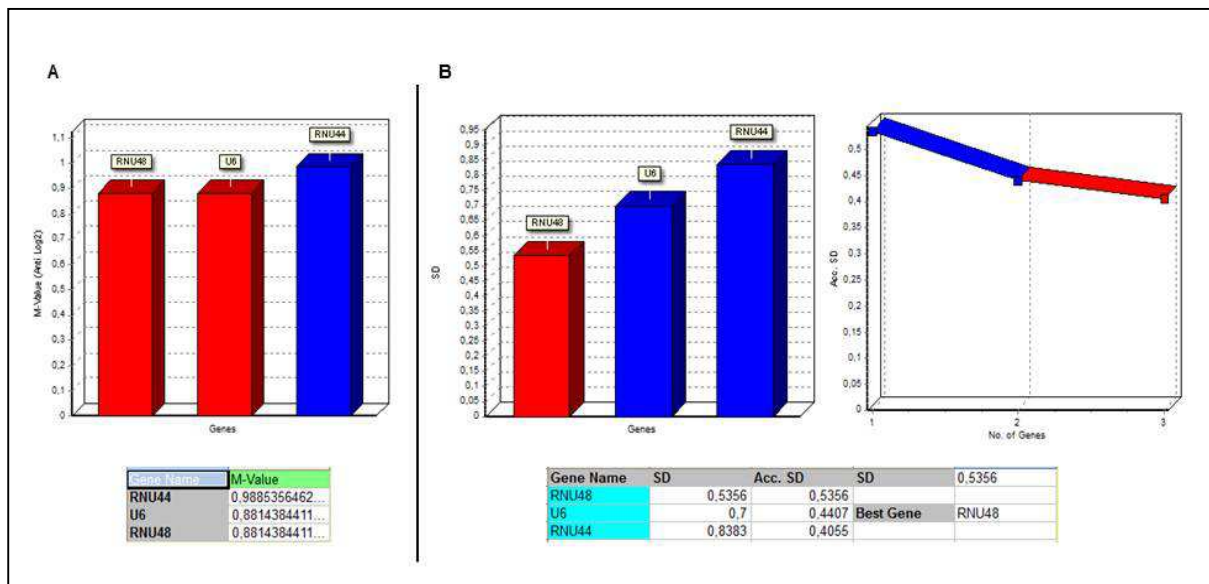 A
RNU48
U6
RNU44
M-Value (Anti Log2)
1,1
1
0,9
0,8
0,7
0,6
0,5
0,4
0,3
0,2
0,1
0
Genes
Gene Name M-Value
RNU44 0,9885356462...
U6 0,8814384411...
RNU48 0,8814384411...
B
RNU48
U6
RNU44
SD
0,95
0,9
0,85
0,8
0,75
0,7
0,65
0,6
0,55
0,5
0,45
0,4
0,35
0,3
0,25
0,2
0,15
0,1
0,05
0
Genes
Acc. SD
0,5
0,45
0,4
0,35
0,3
0,25
0,2
0,15
0,1
0,05
0
1 2 3
No. of Genes
Gene Name SD Acc. SD SD 0,5356
RNU48 0,5356 0,5356
U6 0,7 0,4407 Best Gene RNU48
RNU44 0,8383 0,4055